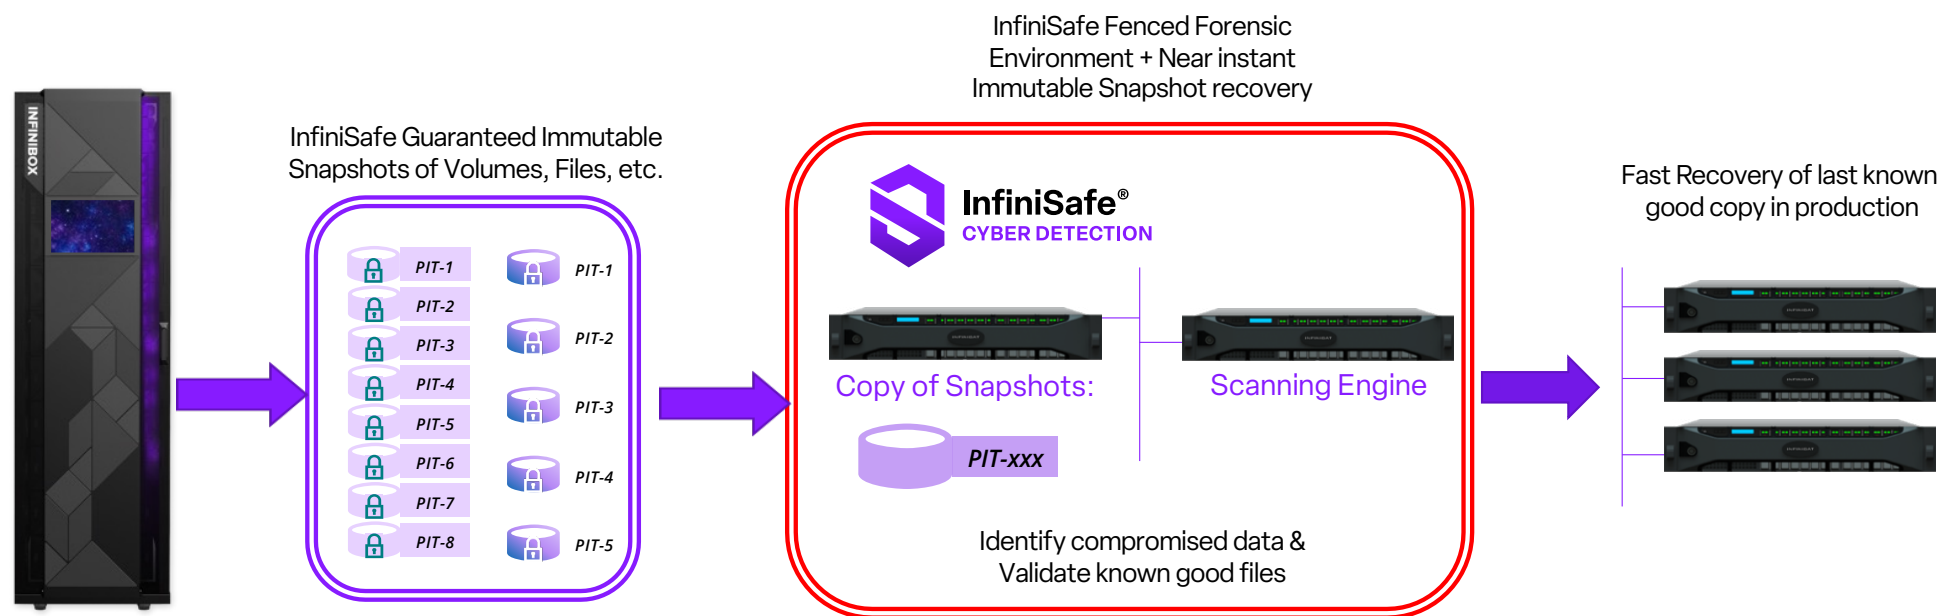 InfiniSafe Fenced Forensic
Environment + Near instant
Immutable Snapshot recovery
INFINIBOX
InfiniSafe Guaranteed Immutable
Snapshots of Volumes, Files, etc.
PIT-1
PIT-2
PIT-3
PIT-4
PIT-5
PIT-6
PIT-7
PIT-8
PIT-1
PIT-2
PIT-3
PIT-4
PIT-5
InfiniSafe®
CYBER DETECTION
Copy of Snapshots:
Scanning Engine
PIT-xxx
Identify compromised data &
Validate known good files
Fast Recovery of last known
good copy in production